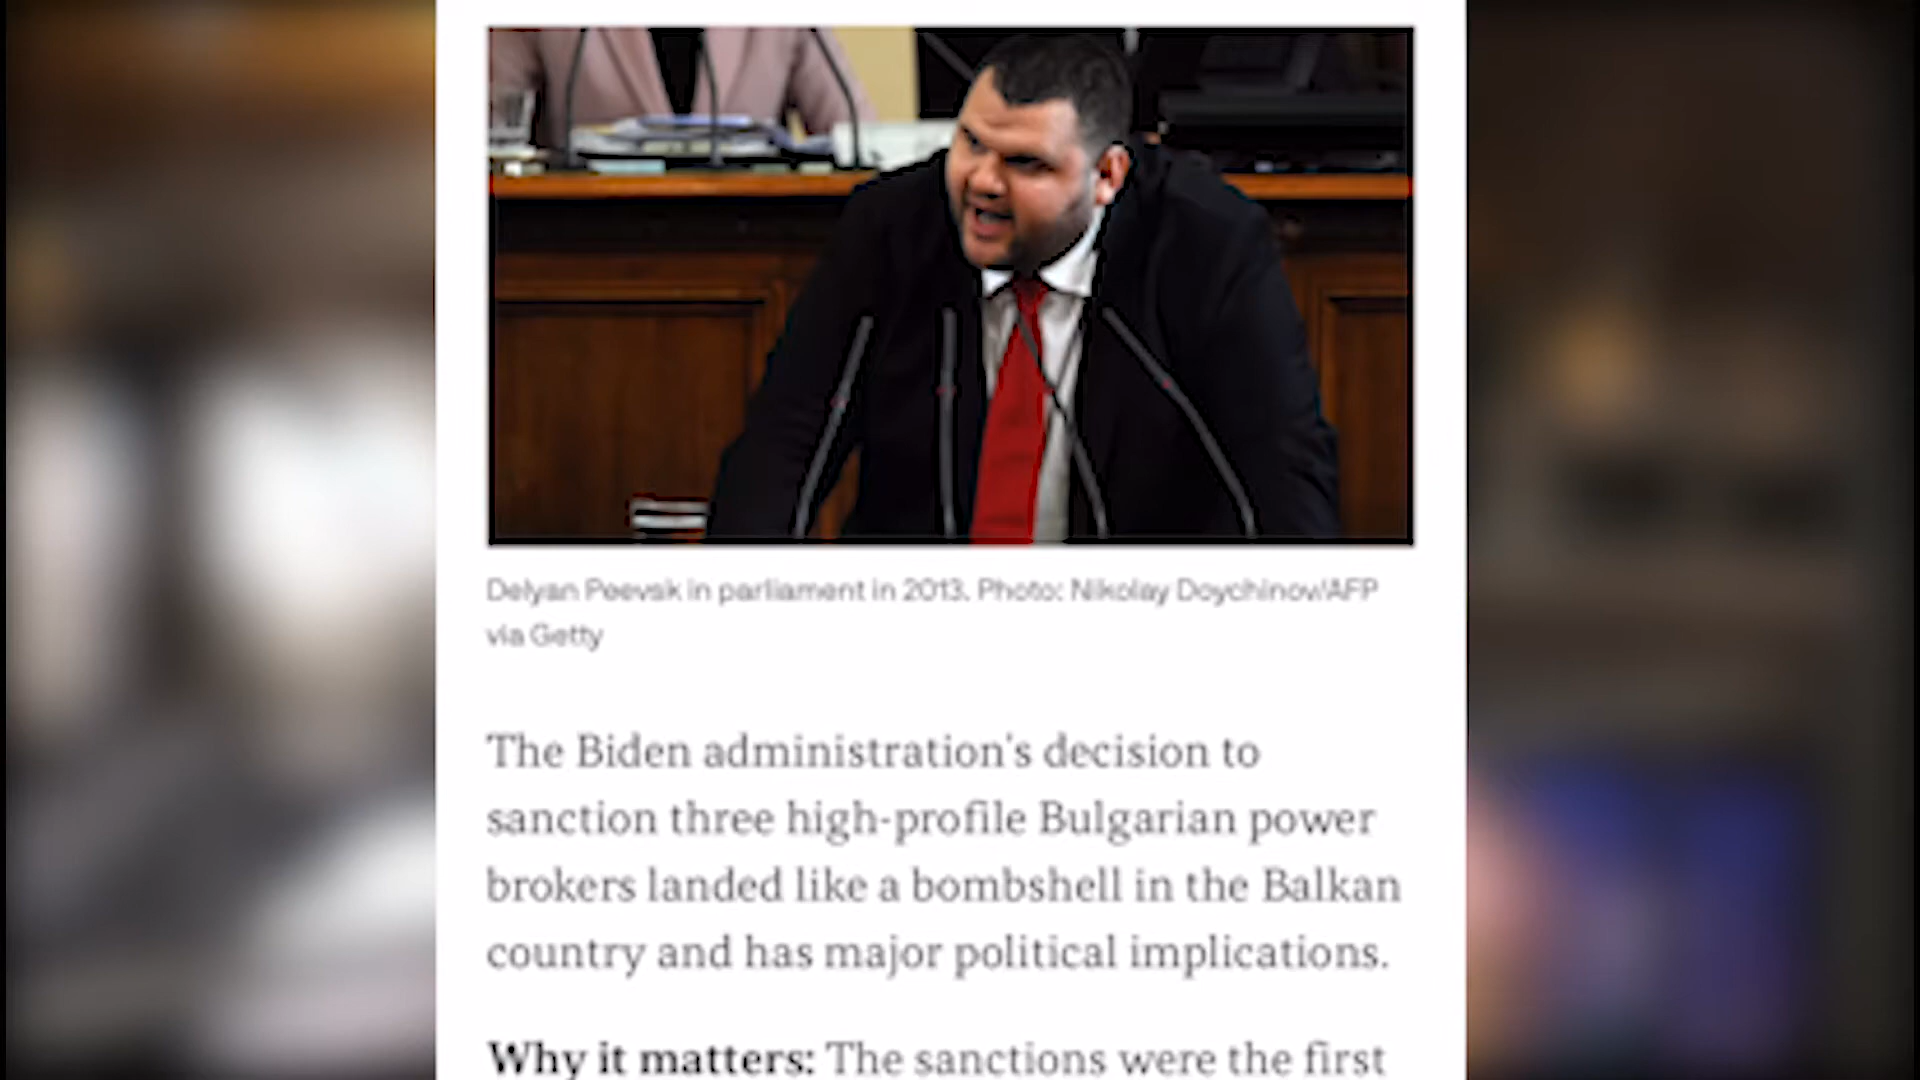 Delyan Peevsk in parliament in 2013. Photo: Nikolay Doychinov/AFP
via Getty
The Biden administration's decision to
sanction three high-profile Bulgarian power
brokers landed like a bombshell in the Balkan
country and has major political implications.
Why it matters: The sanctions were the first